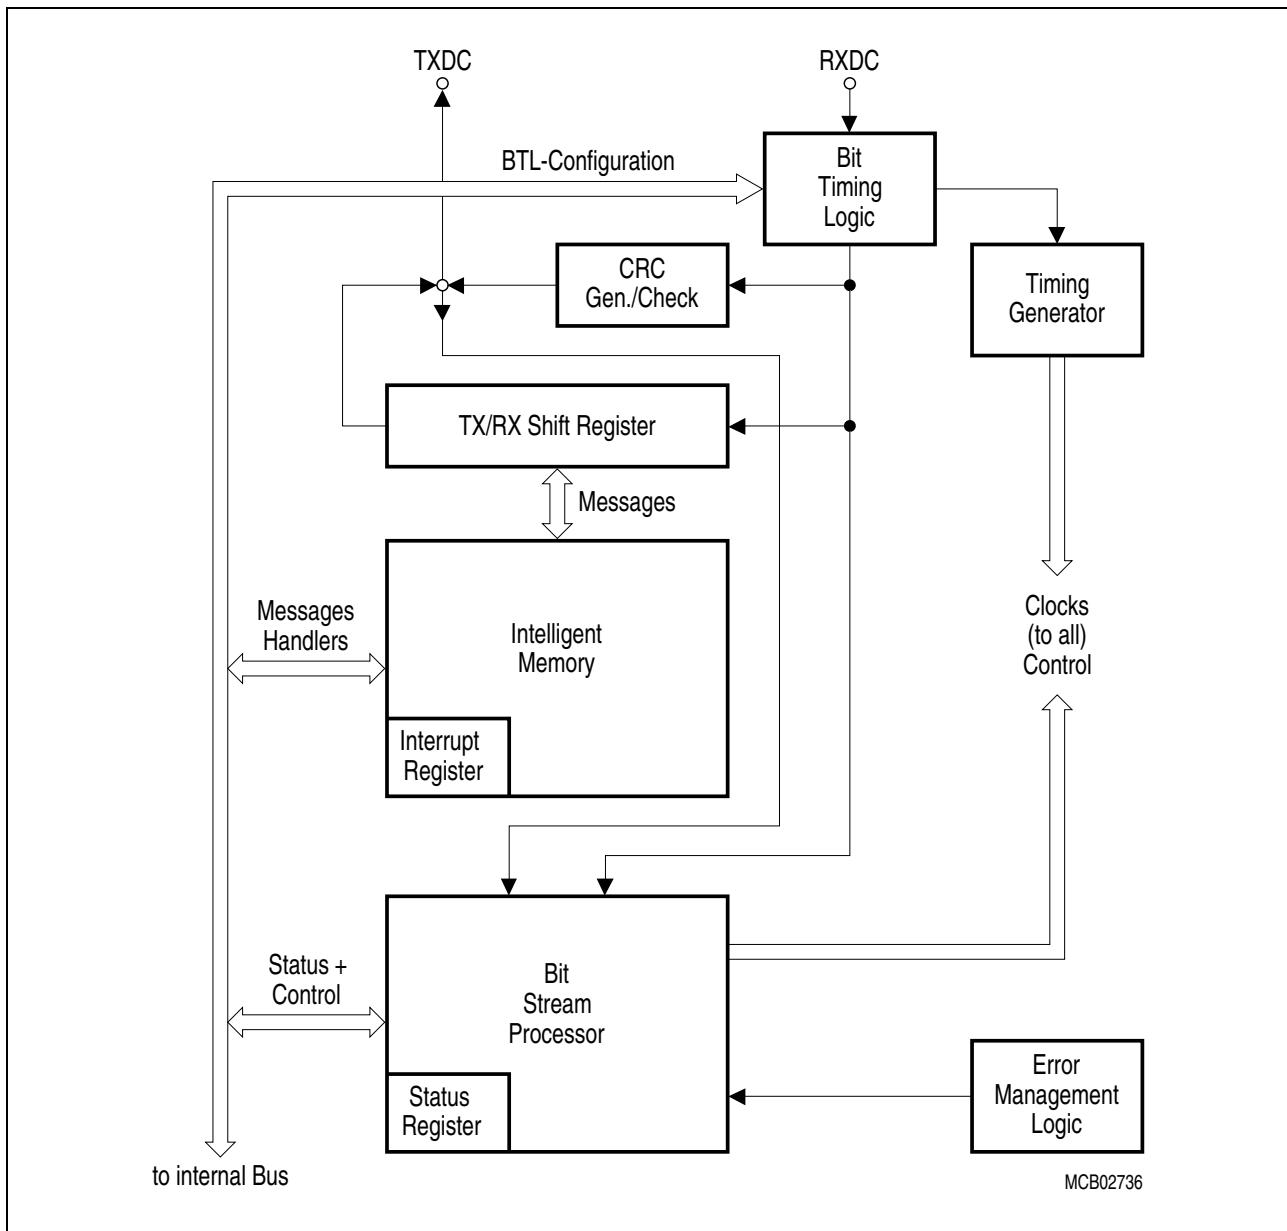 TXDC
RXDC
BTL-Configuration
Bit
Timing
Logic
CRC
Gen./Check
Timing
Generator
TX/RX Shift Register
Messages
Messages
Handlers
Intelligent
Memory
Clocks
(to all)
Control
Interrupt
Register
Status +
Control
Bit
Stream
Processor
Status
Register
Error
Management
Logic
to internal Bus
MCB02736